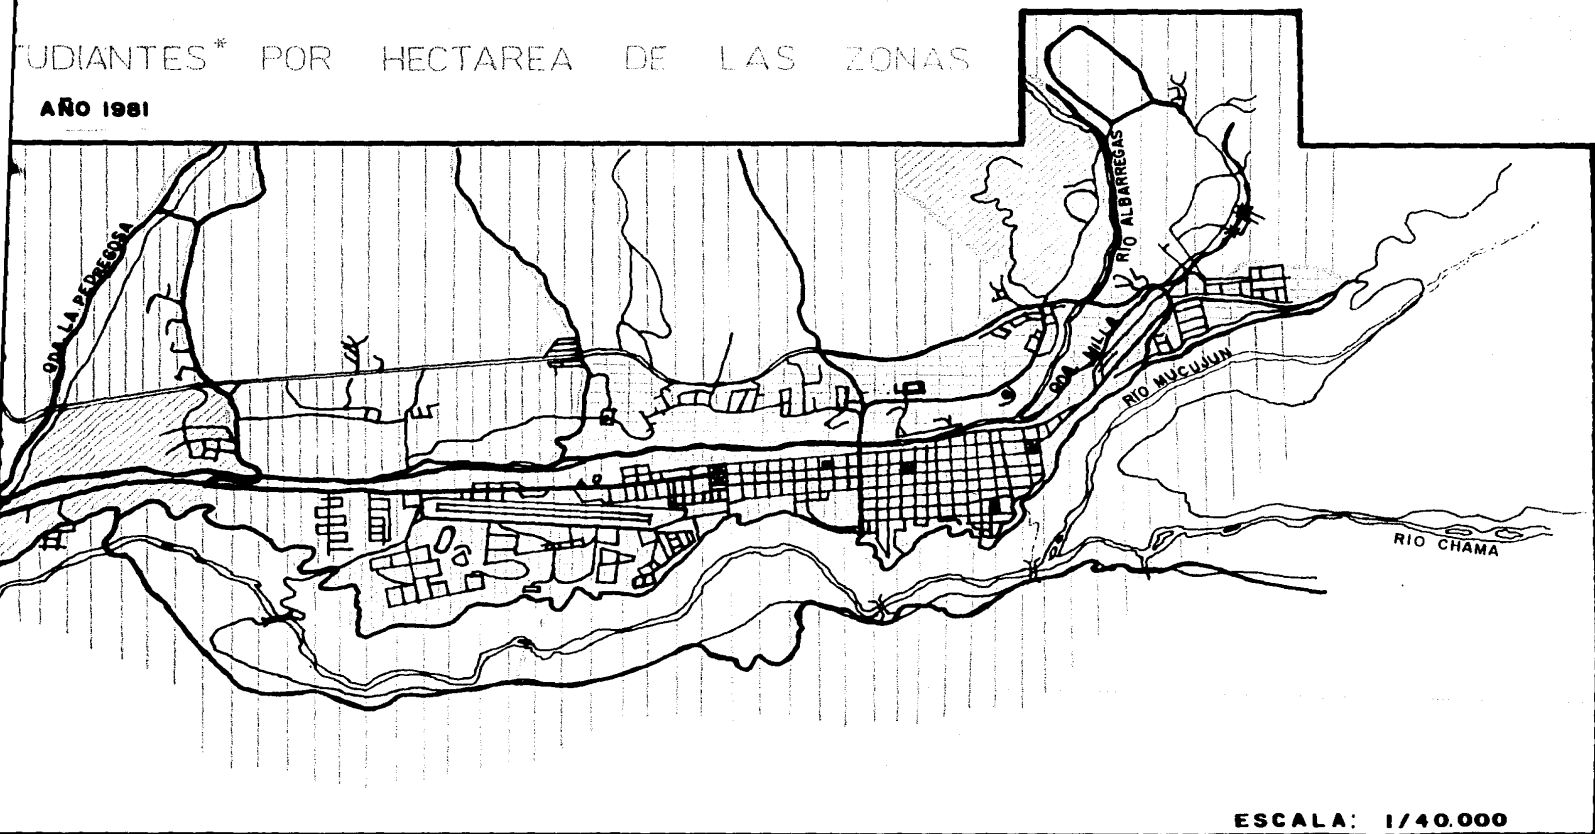 TUDIANTES* POR HECTAREA DE LAS ZONAS
AÑO 1981
RIO ALBARREGAS
QDA. LA PEDREGOSA
QDA. MILLA
RIO MUCUJUN
RIO CHAMA
ESCALA: 1/40.000